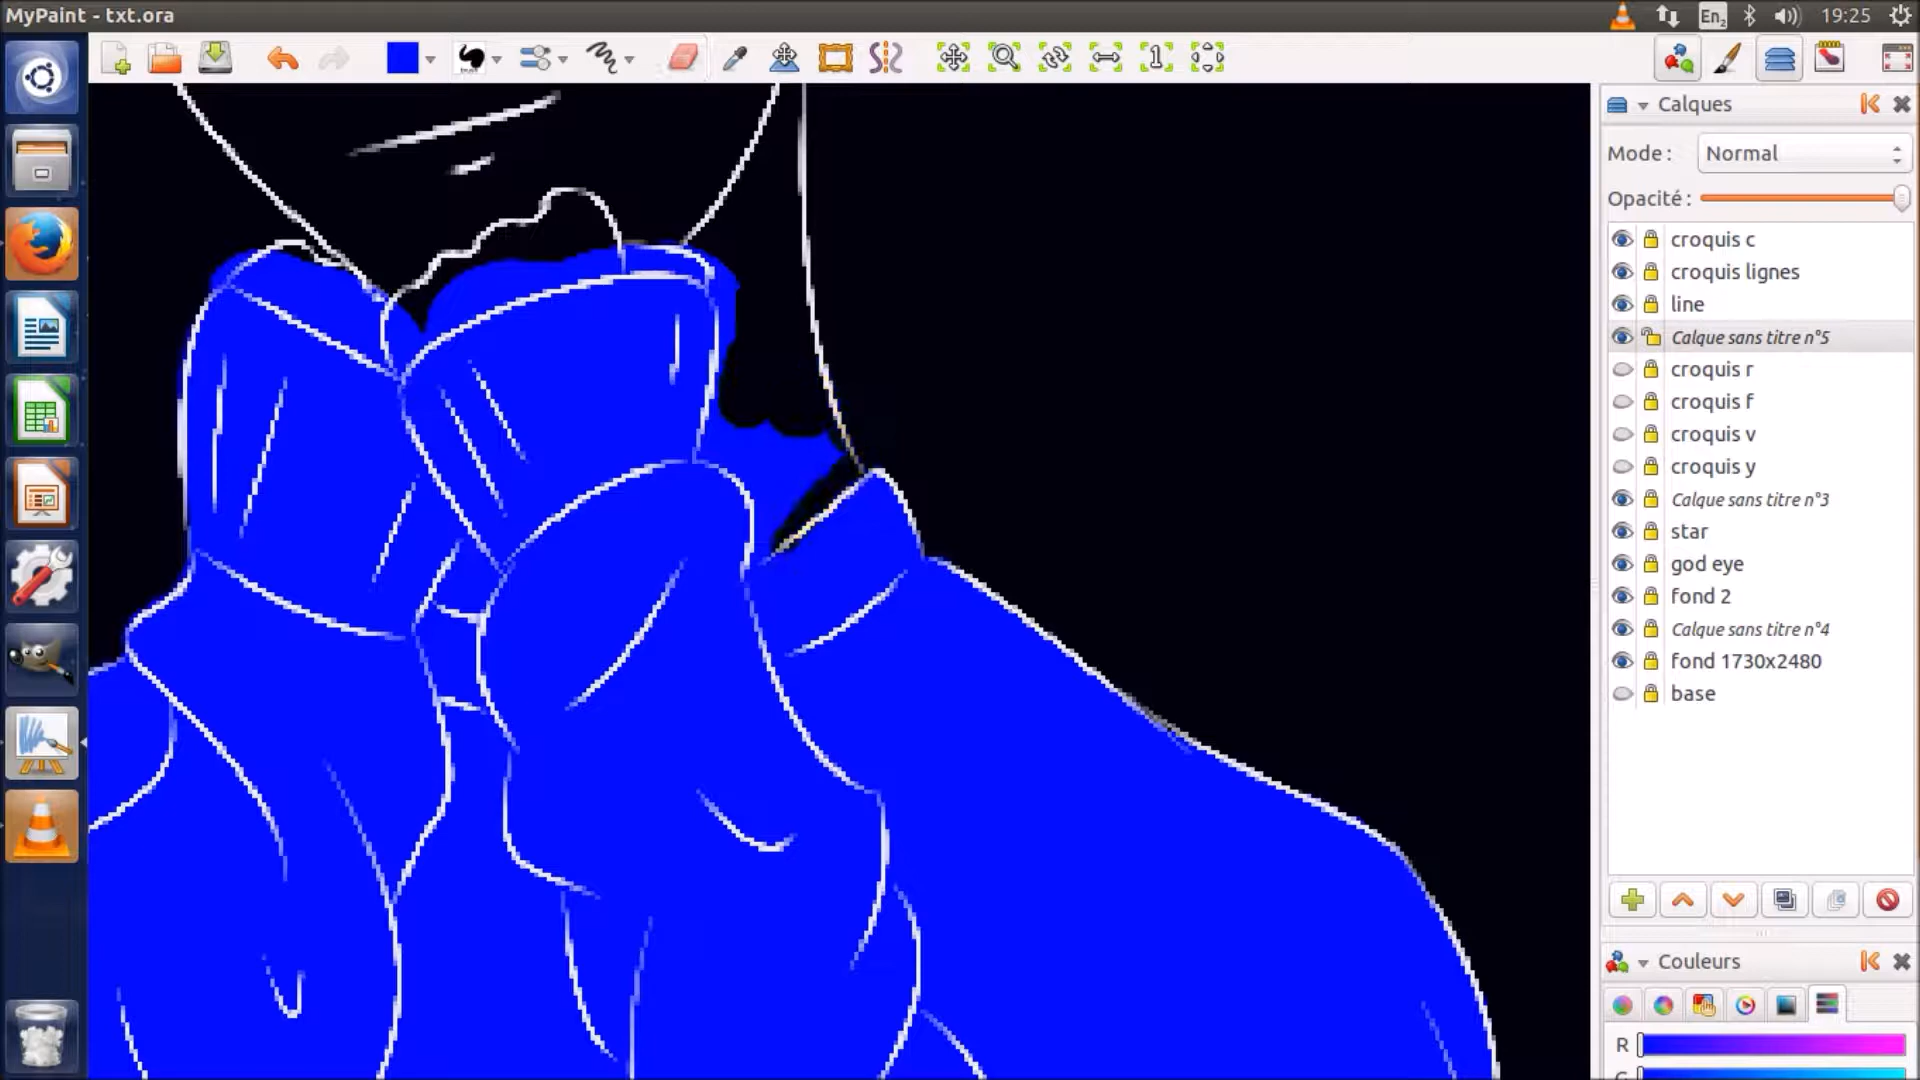 MyPaint - txt.ora
En2
19:25
1
Calques
Mode :
Normal
Opacité :
croquis c
croquis lignes
line
Calque sans titre n°5
croquis r
croquis f
croquis v
croquis y
Calque sans titre n°3
star
god eye
fond 2
Calque sans titre n°4
fond 1730x2480
base
Couleurs
R